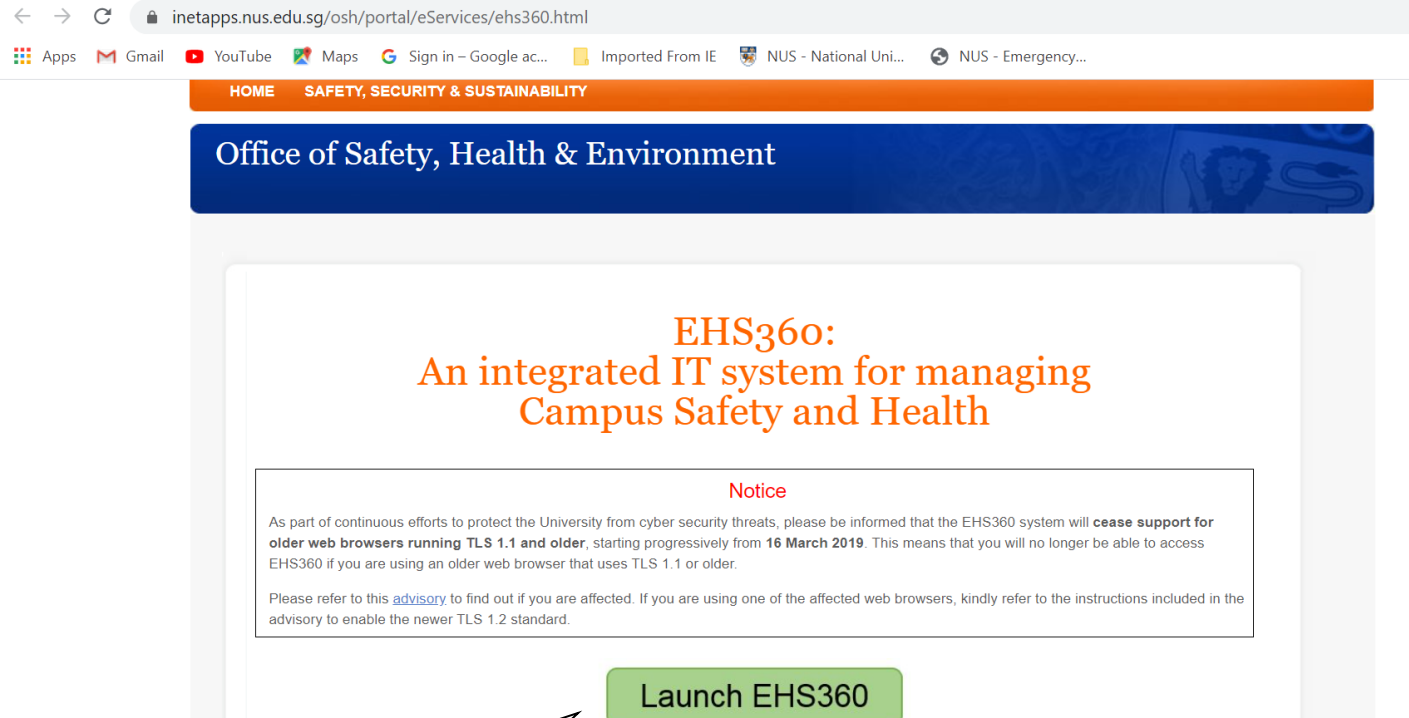 inetapps.nus.edu.sg/osh/portal/eServices/ehs360.html
Apps Gmail YouTube Maps Sign in – Google ac... Imported From IE NUS - National Uni... NUS - Emergency...
HOME SAFETY, SECURITY & SUSTAINABILITY
Office of Safety, Health & Environment
EHS360:
An integrated IT system for managing
Campus Safety and Health
Notice
As part of continuous efforts to protect the University from cyber security threats, please be informed that the EHS360 system will cease support for
older web browsers running TLS 1.1 and older, starting progressively from 16 March 2019. This means that you will no longer be able to access
EHS360 if you are using an older web browser that uses TLS 1.1 or older.
Please refer to this advisory to find out if you are affected. If you are using one of the affected web browsers, kindly refer to the instructions included in the
advisory to enable the newer TLS 1.2 standard.
Launch EHS360